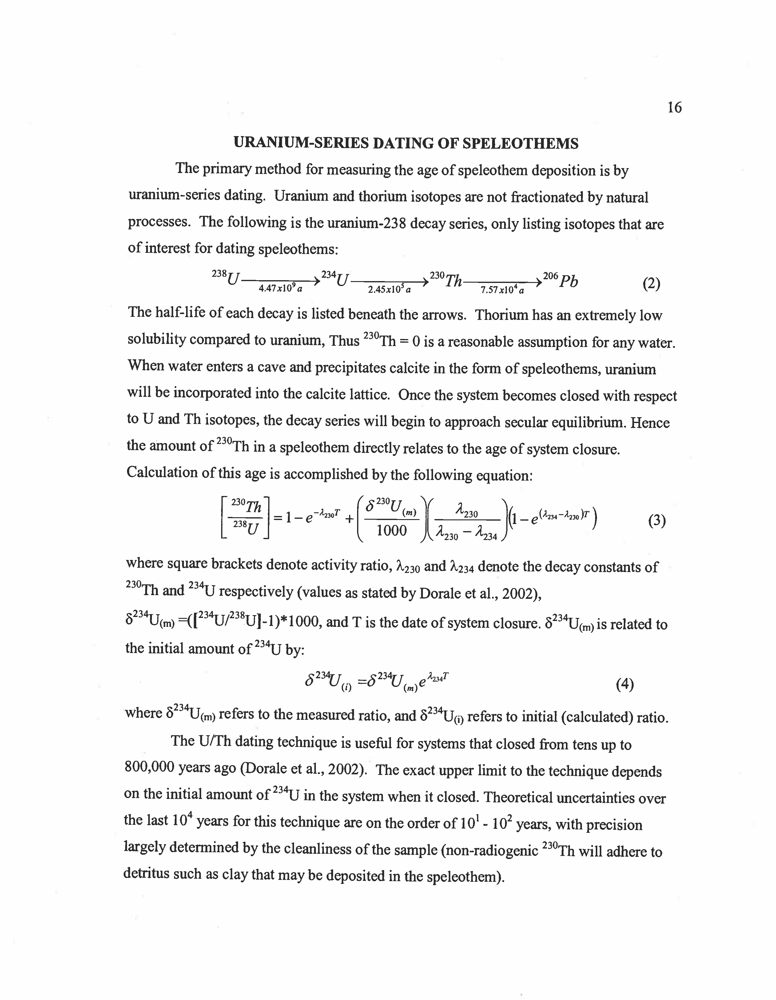 16
URANIUM-SERIES DATING OF SPELEOTHEMS
The primary method for measuring the age of speleothem deposition is by
uranium-series dating. Uranium and thorium isotopes are not fractionated by natural
processes. The following is the uranium-238 decay series, only listing isotopes that are
of interest for dating speleothems:
²³⁸U ―4.47x10⁹a→ ²³⁴U ―2.45x10⁵a→ ²³⁰Th ―7.57x10⁴a→ ²⁰⁶Pb (2)
The half-life of each decay is listed beneath the arrows. Thorium has an extremely low
solubility compared to uranium, Thus ²³⁰Th = 0 is a reasonable assumption for any water.
When water enters a cave and precipitates calcite in the form of speleothems, uranium
will be incorporated into the calcite lattice. Once the system becomes closed with respect
to U and Th isotopes, the decay series will begin to approach secular equilibrium. Hence
the amount of ²³⁰Th in a speleothem directly relates to the age of system closure.
Calculation of this age is accomplished by the following equation:
[²³⁰Th / ²³⁸U] = 1 − e^(−λ₂₃₀T) + (δ²³⁰U₍m₎ / 1000)(λ₂₃₀ / (λ₂₃₀ − λ₂₃₄))(1 − e^((λ₂₃₄−λ₂₃₀)T)) (3)
where square brackets denote activity ratio, λ₂₃₀ and λ₂₃₄ denote the decay constants of
²³⁰Th and ²³⁴U respectively (values as stated by Dorale et al., 2002),
δ²³⁴U(m) =([²³⁴U/²³⁸U]-1)*1000, and T is the date of system closure. δ²³⁴U(m) is related to
the initial amount of ²³⁴U by:
δ²³⁴U(i) =δ²³⁴U(m)e^(λ₂₃₄T) (4)
where δ²³⁴U(m) refers to the measured ratio, and δ²³⁴U(i) refers to initial (calculated) ratio.
The U/Th dating technique is useful for systems that closed from tens up to
800,000 years ago (Dorale et al., 2002). The exact upper limit to the technique depends
on the initial amount of ²³⁴U in the system when it closed. Theoretical uncertainties over
the last 10⁴ years for this technique are on the order of 10¹ - 10² years, with precision
largely determined by the cleanliness of the sample (non-radiogenic ²³⁰Th will adhere to
detritus such as clay that may be deposited in the speleothem).